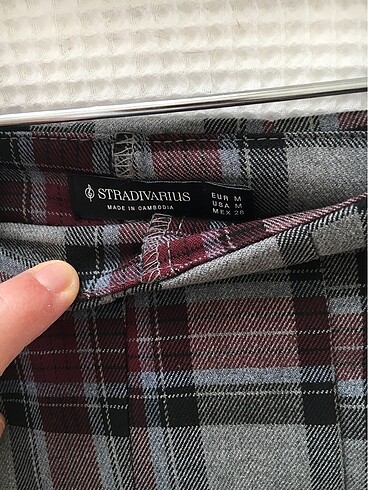 STRADIVARIUS
MADE IN CAMBODIA
EUR M
USA M
MEX 28